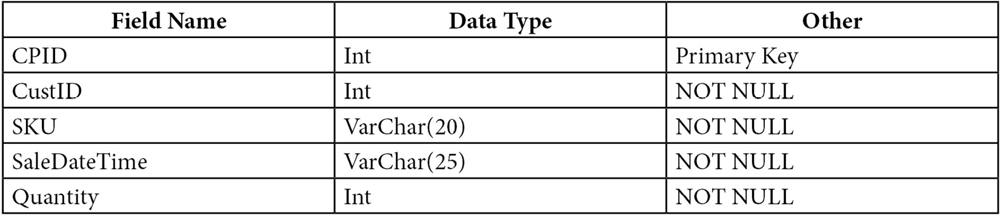 Field Name Data Type Other
CPID Int Primary Key
CustID Int NOT NULL
SKU VarChar(20) NOT NULL
SaleDateTime VarChar(25) NOT NULL
Quantity Int NOT NULL